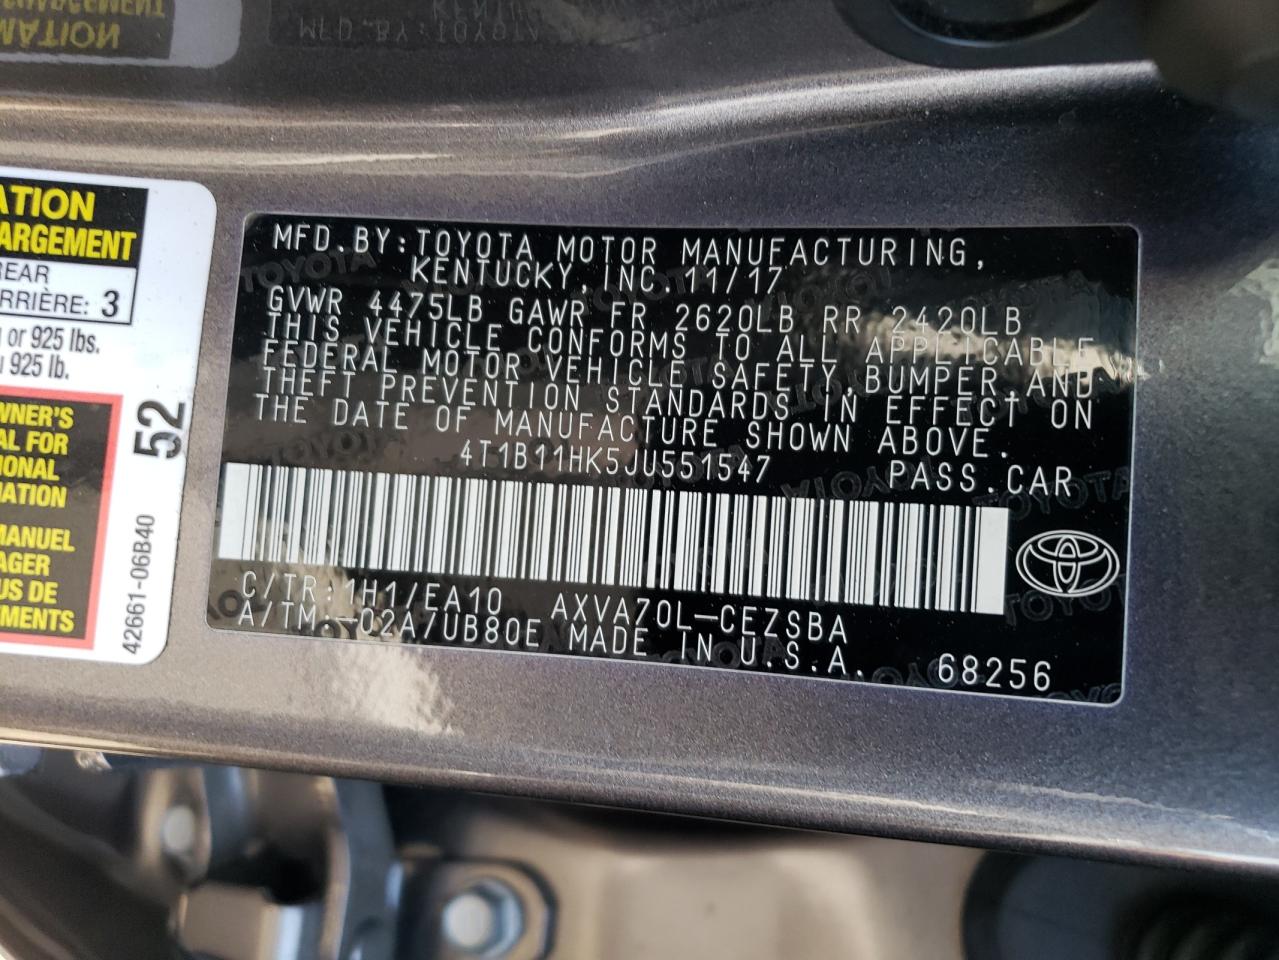 ATION
ARGEMENT
REAR
ARRIÈRE: 3
or 925 lbs.
925 lb.
OWNER'S
AL FOR
IONAL
MATION
MANUEL
AGER
US DE
EMENTS
52
42661-06B40
MFD.BY:TOYOTA MOTOR MANUFACTURING,
KENTUCKY,INC.11/17
GVWR 4475LB GAWR FR 2620LB RR 2420LB
THIS VEHICLE CONFORMS TO ALL APPLICABLE
FEDERAL MOTOR VEHICLE SAFETY,BUMPER,AND
THEFT PREVENTION STANDARDS IN EFFECT ON
THE DATE OF MANUFACTURE SHOWN ABOVE.
4T1B11HK5JU551547 PASS.CAR
C/TR:1H1/EA10 AXVA70L-CEZSBA
A/TM-02A/UB80E MADE IN U.S.A.
68256